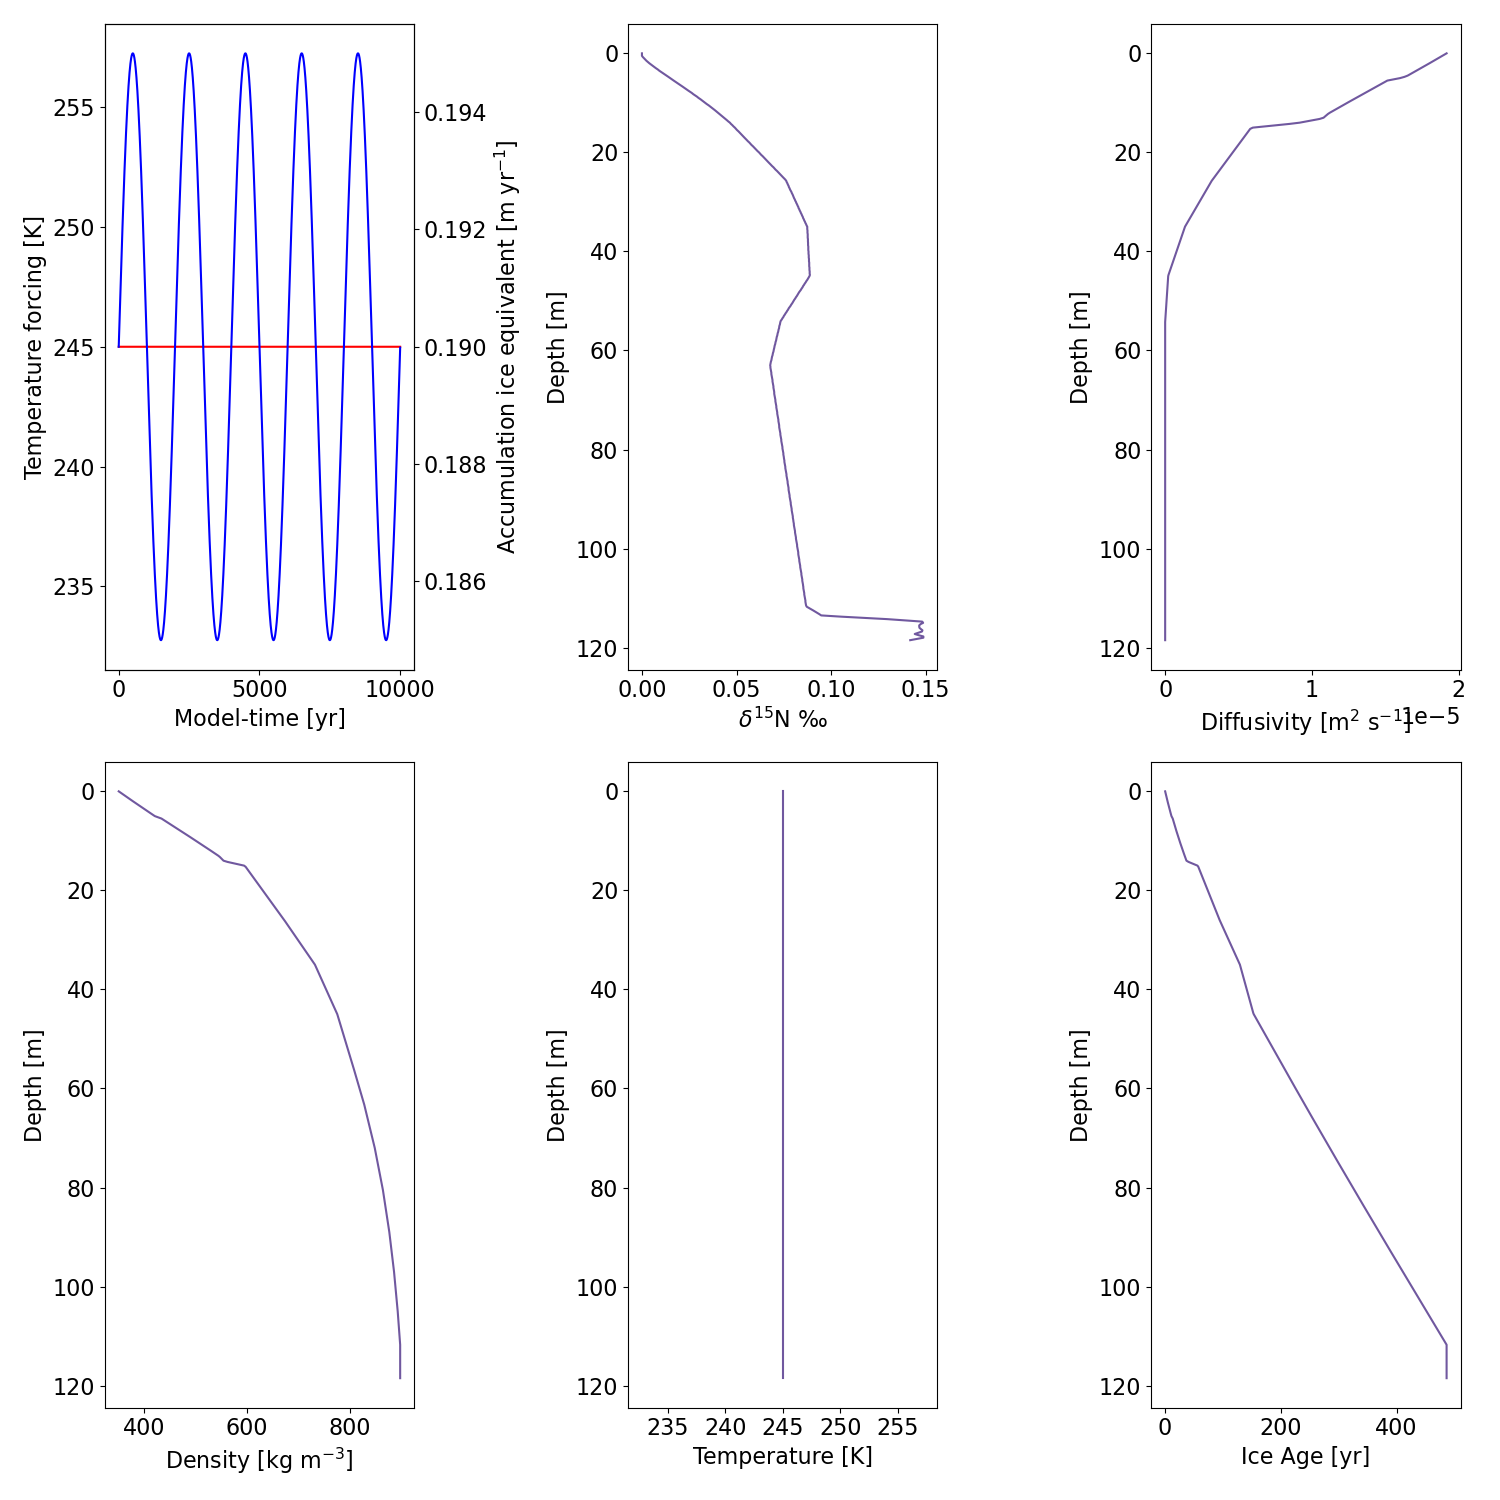 255
250
245
240
235
Temperature forcing [K]
0 5000 10000
Model-time [yr]
0.194
0.192
0.190
0.188
0.186
Accumulation ice equivalent [m yr⁻¹]
0
20
40
60
80
100
120
Depth [m]
0.00 0.05 0.10 0.15
δ¹⁵N ‰
0
20
40
60
80
100
120
Depth [m]
0 1 2
Diffusivity [m² s⁻¹]
1e−5
0
20
40
60
80
100
120
Depth [m]
400 600 800
Density [kg m⁻³]
0
20
40
60
80
100
120
Depth [m]
235 240 245 250 255
Temperature [K]
0
20
40
60
80
100
120
Depth [m]
0 200 400
Ice Age [yr]